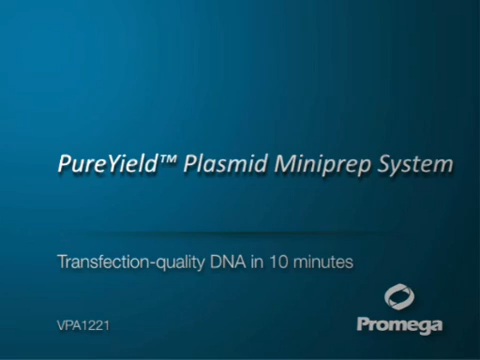 PureYield™ Plasmid Miniprep System
Transfection-quality DNA in 10 minutes
VPA1221
Promega